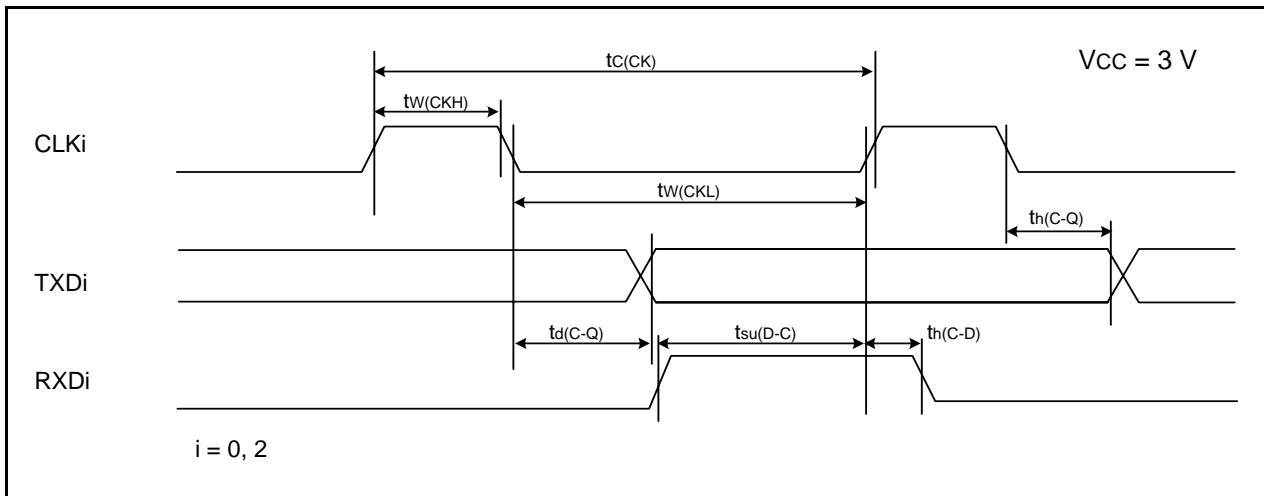 tC(CK)
VCC = 3 V
tW(CKH)
CLKi
tW(CKL)
th(C-Q)
TXDi
td(C-Q)
tsu(D-C)
th(C-D)
RXDi
i = 0, 2